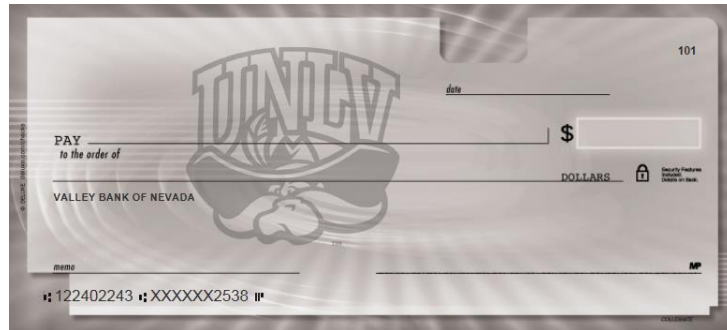 101
UNLV
date
PAY
to the order of
$
DOLLARS
Security Features
Included.
Details on Back.
VALLEY BANK OF NEVADA
memo
MP
⑆122402243⑆XXXXXX2538⑈
COLLEGIATE